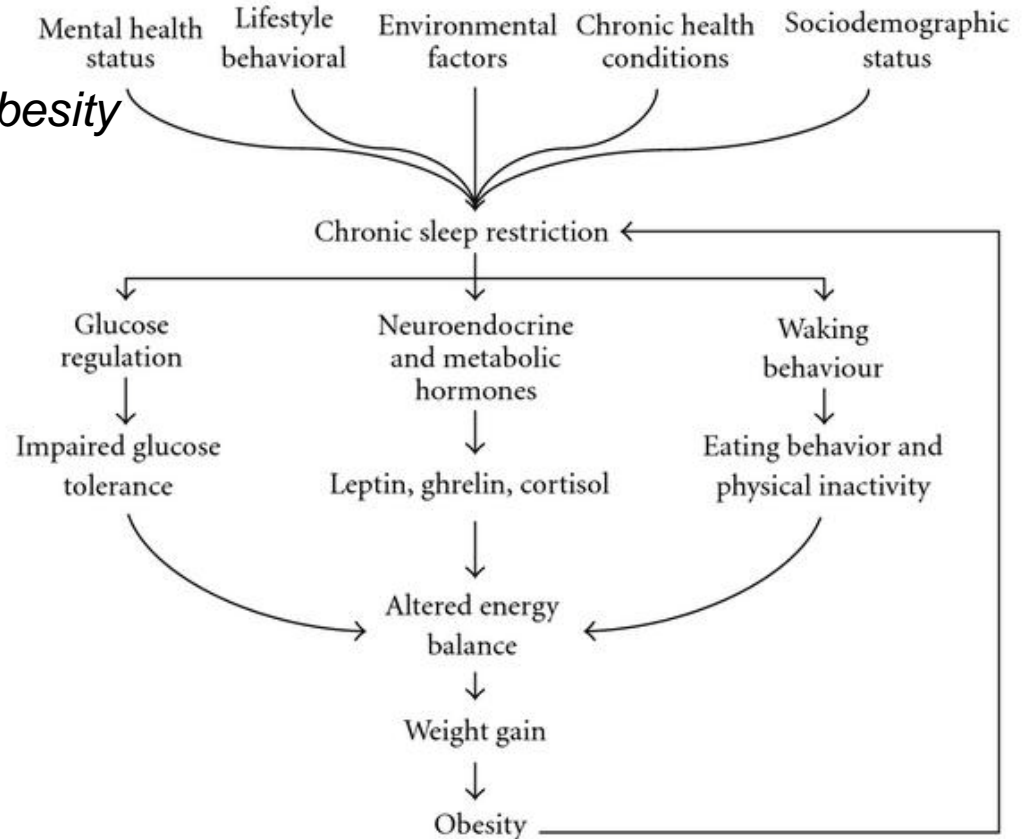 Mental health
status
Lifestyle
behavioral
Environmental
factors
Chronic health
conditions
Sociodemographic
status
besity
Chronic sleep restriction
Glucose
regulation
Neuroendocrine
and metabolic
hormones
Waking
behaviour
Impaired glucose
tolerance
Leptin, ghrelin, cortisol
Eating behavior and
physical inactivity
Altered energy
balance
Weight gain
Obesity